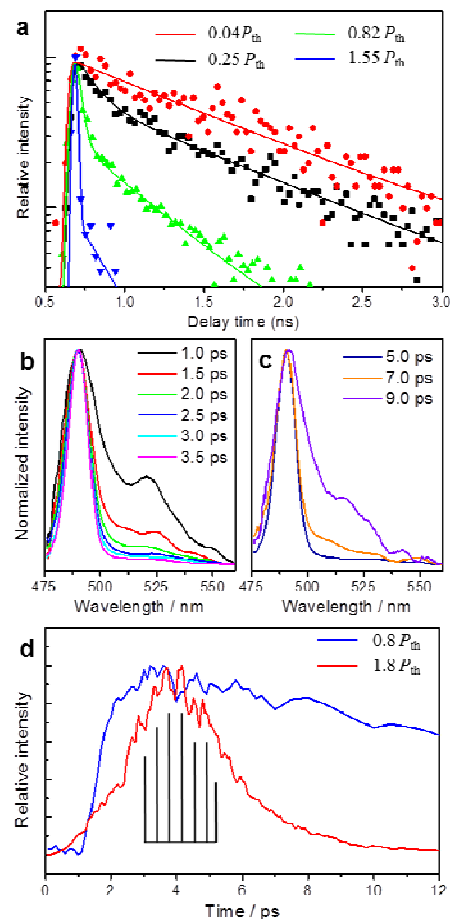 a
0.04 Pth
0.82 Pth
0.25 Pth
1.55 Pth
Relative intensity
0.5 1.0 1.5 2.0 2.5 3.0
Delay time (ns)
b
1.0 ps
1.5 ps
2.0 ps
2.5 ps
3.0 ps
3.5 ps
Normalized intensity
475 500 525 550
Wavelength / nm
c
5.0 ps
7.0 ps
9.0 ps
475 500 525 550
Wavelength / nm
d
0.8 Pth
1.8 Pth
Relative intensity
0 2 4 6 8 10 12
Time / ps